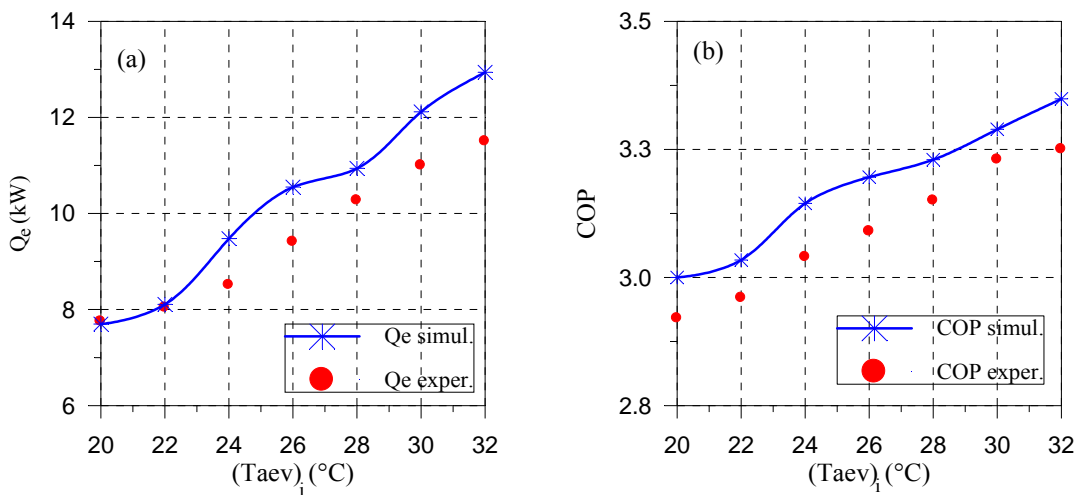 14
12
10
8
6
Qe (kW)
(a)
Qe simul.
Qe exper.
20 22 24 26 28 30 32
(Taev)i (°C)
3.5
3.3
3.0
2.8
COP
(b)
COP simul.
COP exper.
20 22 24 26 28 30 32
(Taev)i (°C)